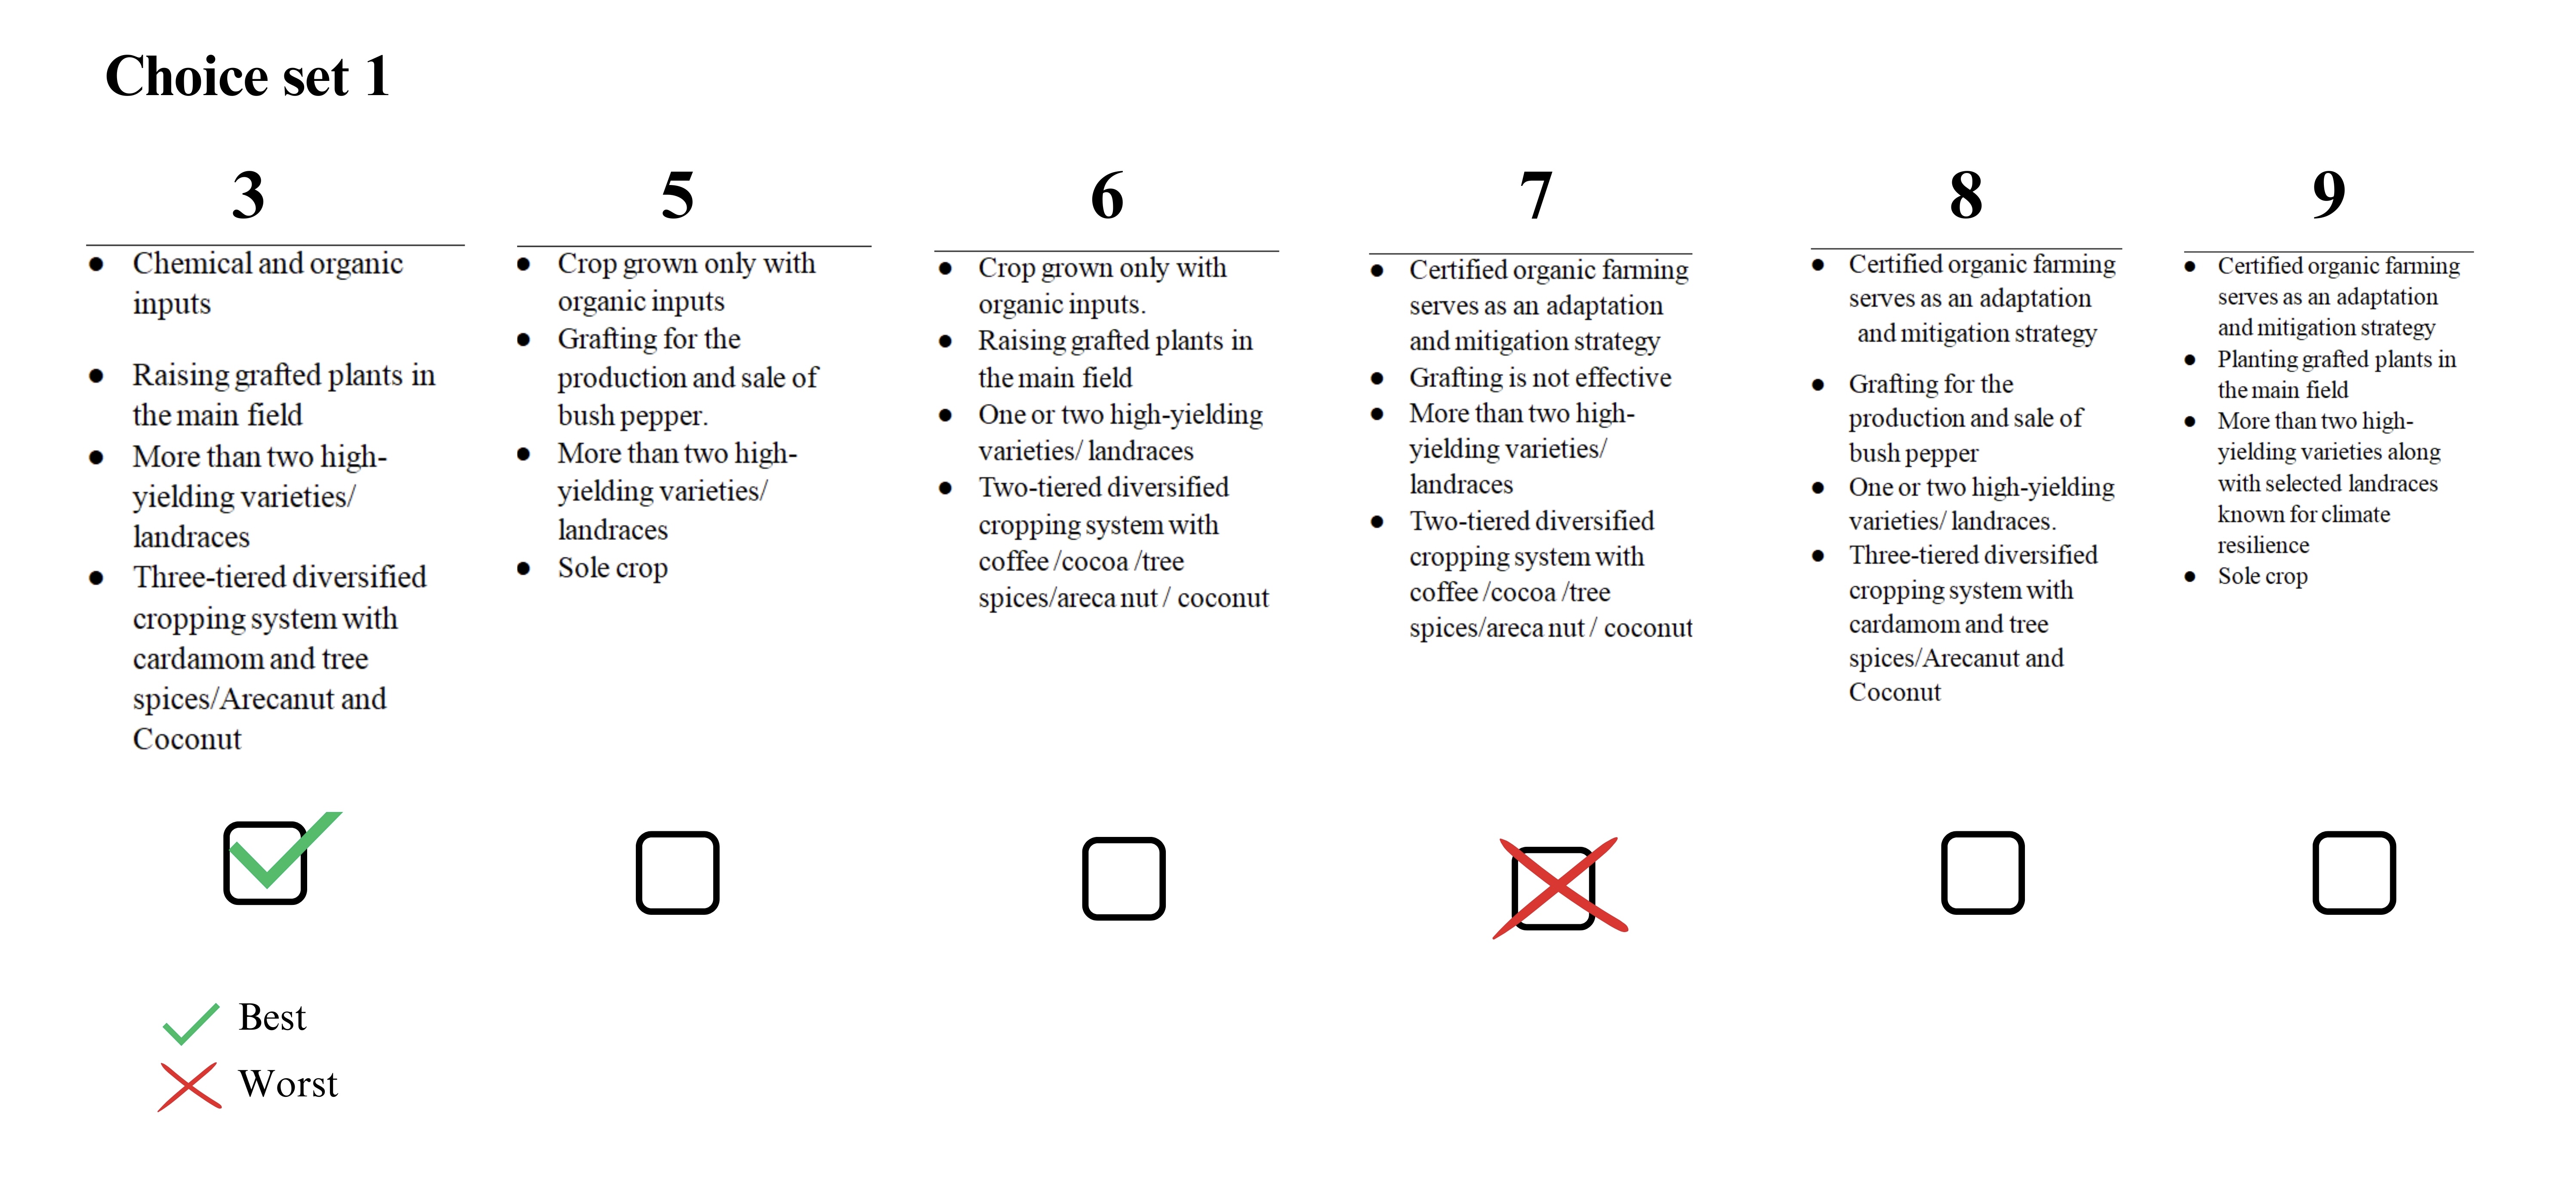 Choice set 1
3
● Chemical and organic
inputs
● Raising grafted plants in
the main field
● More than two high-
yielding varieties/
landraces
● Three-tiered diversified
cropping system with
cardamom and tree
spices/Arecanut and
Coconut
5
● Crop grown only with
organic inputs
● Grafting for the
production and sale of
bush pepper.
● More than two high-
yielding varieties/
landraces
● Sole crop
6
● Crop grown only with
organic inputs.
● Raising grafted plants in
the main field
● One or two high-yielding
varieties/ landraces
● Two-tiered diversified
cropping system with
coffee /cocoa /tree
spices/areca nut / coconut
7
● Certified organic farming
serves as an adaptation
and mitigation strategy
● Grafting is not effective
● More than two high-
yielding varieties/
landraces
● Two-tiered diversified
cropping system with
coffee /cocoa /tree
spices/areca nut / coconut
8
● Certified organic farming
serves as an adaptation
and mitigation strategy
● Grafting for the
production and sale of
bush pepper
● One or two high-yielding
varieties/ landraces.
● Three-tiered diversified
cropping system with
cardamom and tree
spices/Arecanut and
Coconut
9
● Certified organic farming
serves as an adaptation
and mitigation strategy
● Planting grafted plants in
the main field
● More than two high-
yielding varieties along
with selected landraces
known for climate
resilience
● Sole crop
Best
Worst